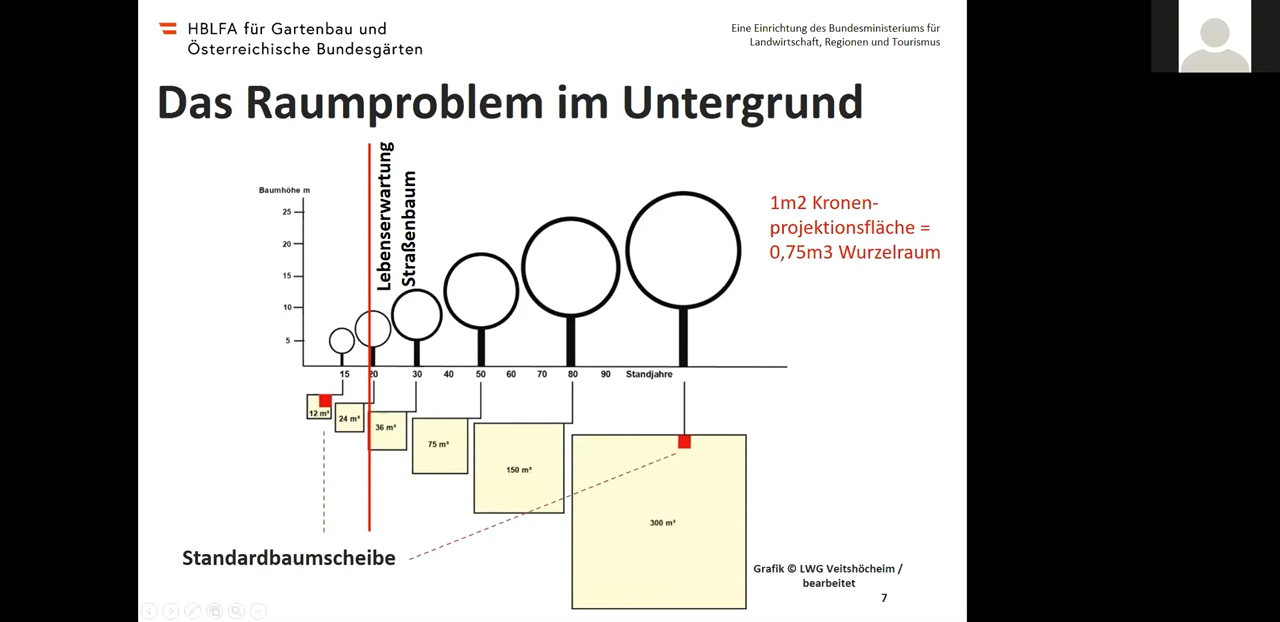 HBLFA für Gartenbau und
Österreichische Bundesgärten
Eine Einrichtung des Bundesministeriums für
Landwirtschaft, Regionen und Tourismus
Das Raumproblem im Untergrund
Lebenserwartung
Straßenbaum
Baumhöhe m
25
20
15
10
5
1m2 Kronen-
projektionsfläche =
0,75m3 Wurzelraum
15 20 30 40 50 60 70 80 90 Standjahre
12 m³
24 m³
36 m³
75 m³
150 m³
300 m³
Standardbaumscheibe
Grafik © LWG Veitshöcheim /
bearbeitet
7